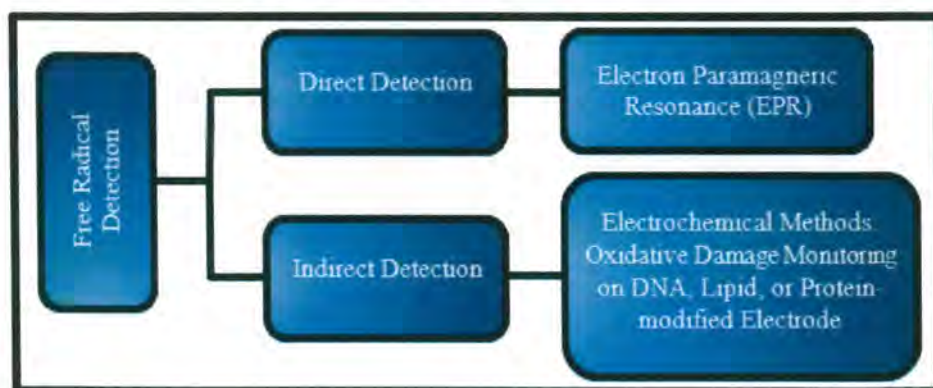 Free Radical
Detection
Direct Detection
Electron Paramagneric
Resonance (EPR)
Indirect Detection
Electrochemical Methods
Oxidative Damage Monitoring
on DNA, Lipid, or Protein-
modified Electrode